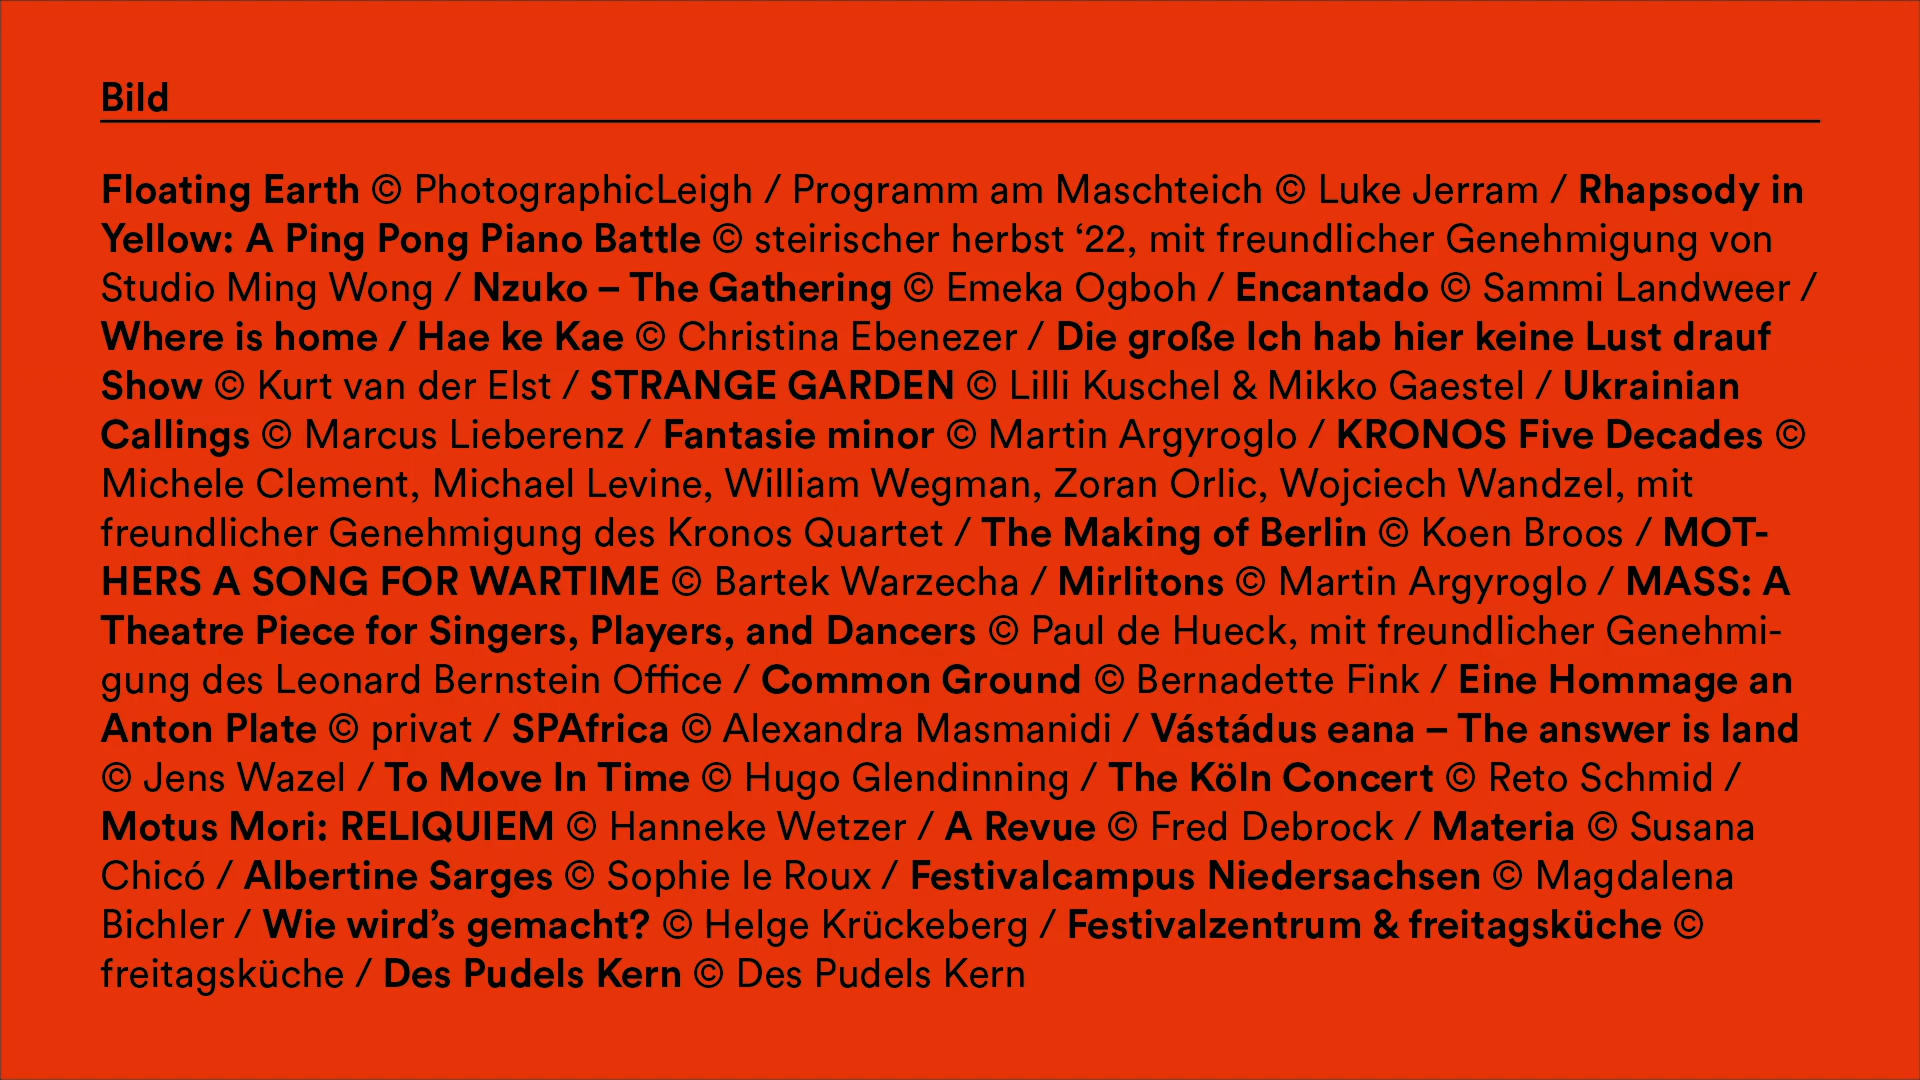 Bild
Floating Earth © PhotographicLeigh / Programm am Maschteich © Luke Jerram / Rhapsody in
Yellow: A Ping Pong Piano Battle © steirischer herbst ‘22, mit freundlicher Genehmigung von
Studio Ming Wong / Nzuko – The Gathering © Emeka Ogboh / Encantado © Sammi Landweer /
Where is home / Hae ke Kae © Christina Ebenezer / Die große Ich hab hier keine Lust drauf
Show © Kurt van der Elst / STRANGE GARDEN © Lilli Kuschel & Mikko Gaestel / Ukrainian
Callings © Marcus Lieberenz / Fantasie minor © Martin Argyroglo / KRONOS Five Decades ©
Michele Clement, Michael Levine, William Wegman, Zoran Orlic, Wojciech Wandzel, mit
freundlicher Genehmigung des Kronos Quartet / The Making of Berlin © Koen Broos / MOT-
HERS A SONG FOR WARTIME © Bartek Warzecha / Mirlitons © Martin Argyroglo / MASS: A
Theatre Piece for Singers, Players, and Dancers © Paul de Hueck, mit freundlicher Genehmi-
gung des Leonard Bernstein Office / Common Ground © Bernadette Fink / Eine Hommage an
Anton Plate © privat / SPAfrica © Alexandra Masmanidi / Vástádus eana – The answer is land
© Jens Wazel / To Move In Time © Hugo Glendinning / The Köln Concert © Reto Schmid /
Motus Mori: RELIQUIEM © Hanneke Wetzer / A Revue © Fred Debrock / Materia © Susana
Chicó / Albertine Sarges © Sophie le Roux / Festivalcampus Niedersachsen © Magdalena
Bichler / Wie wird’s gemacht? © Helge Krückeberg / Festivalzentrum & freitagsküche ©
freitagsküche / Des Pudels Kern © Des Pudels Kern